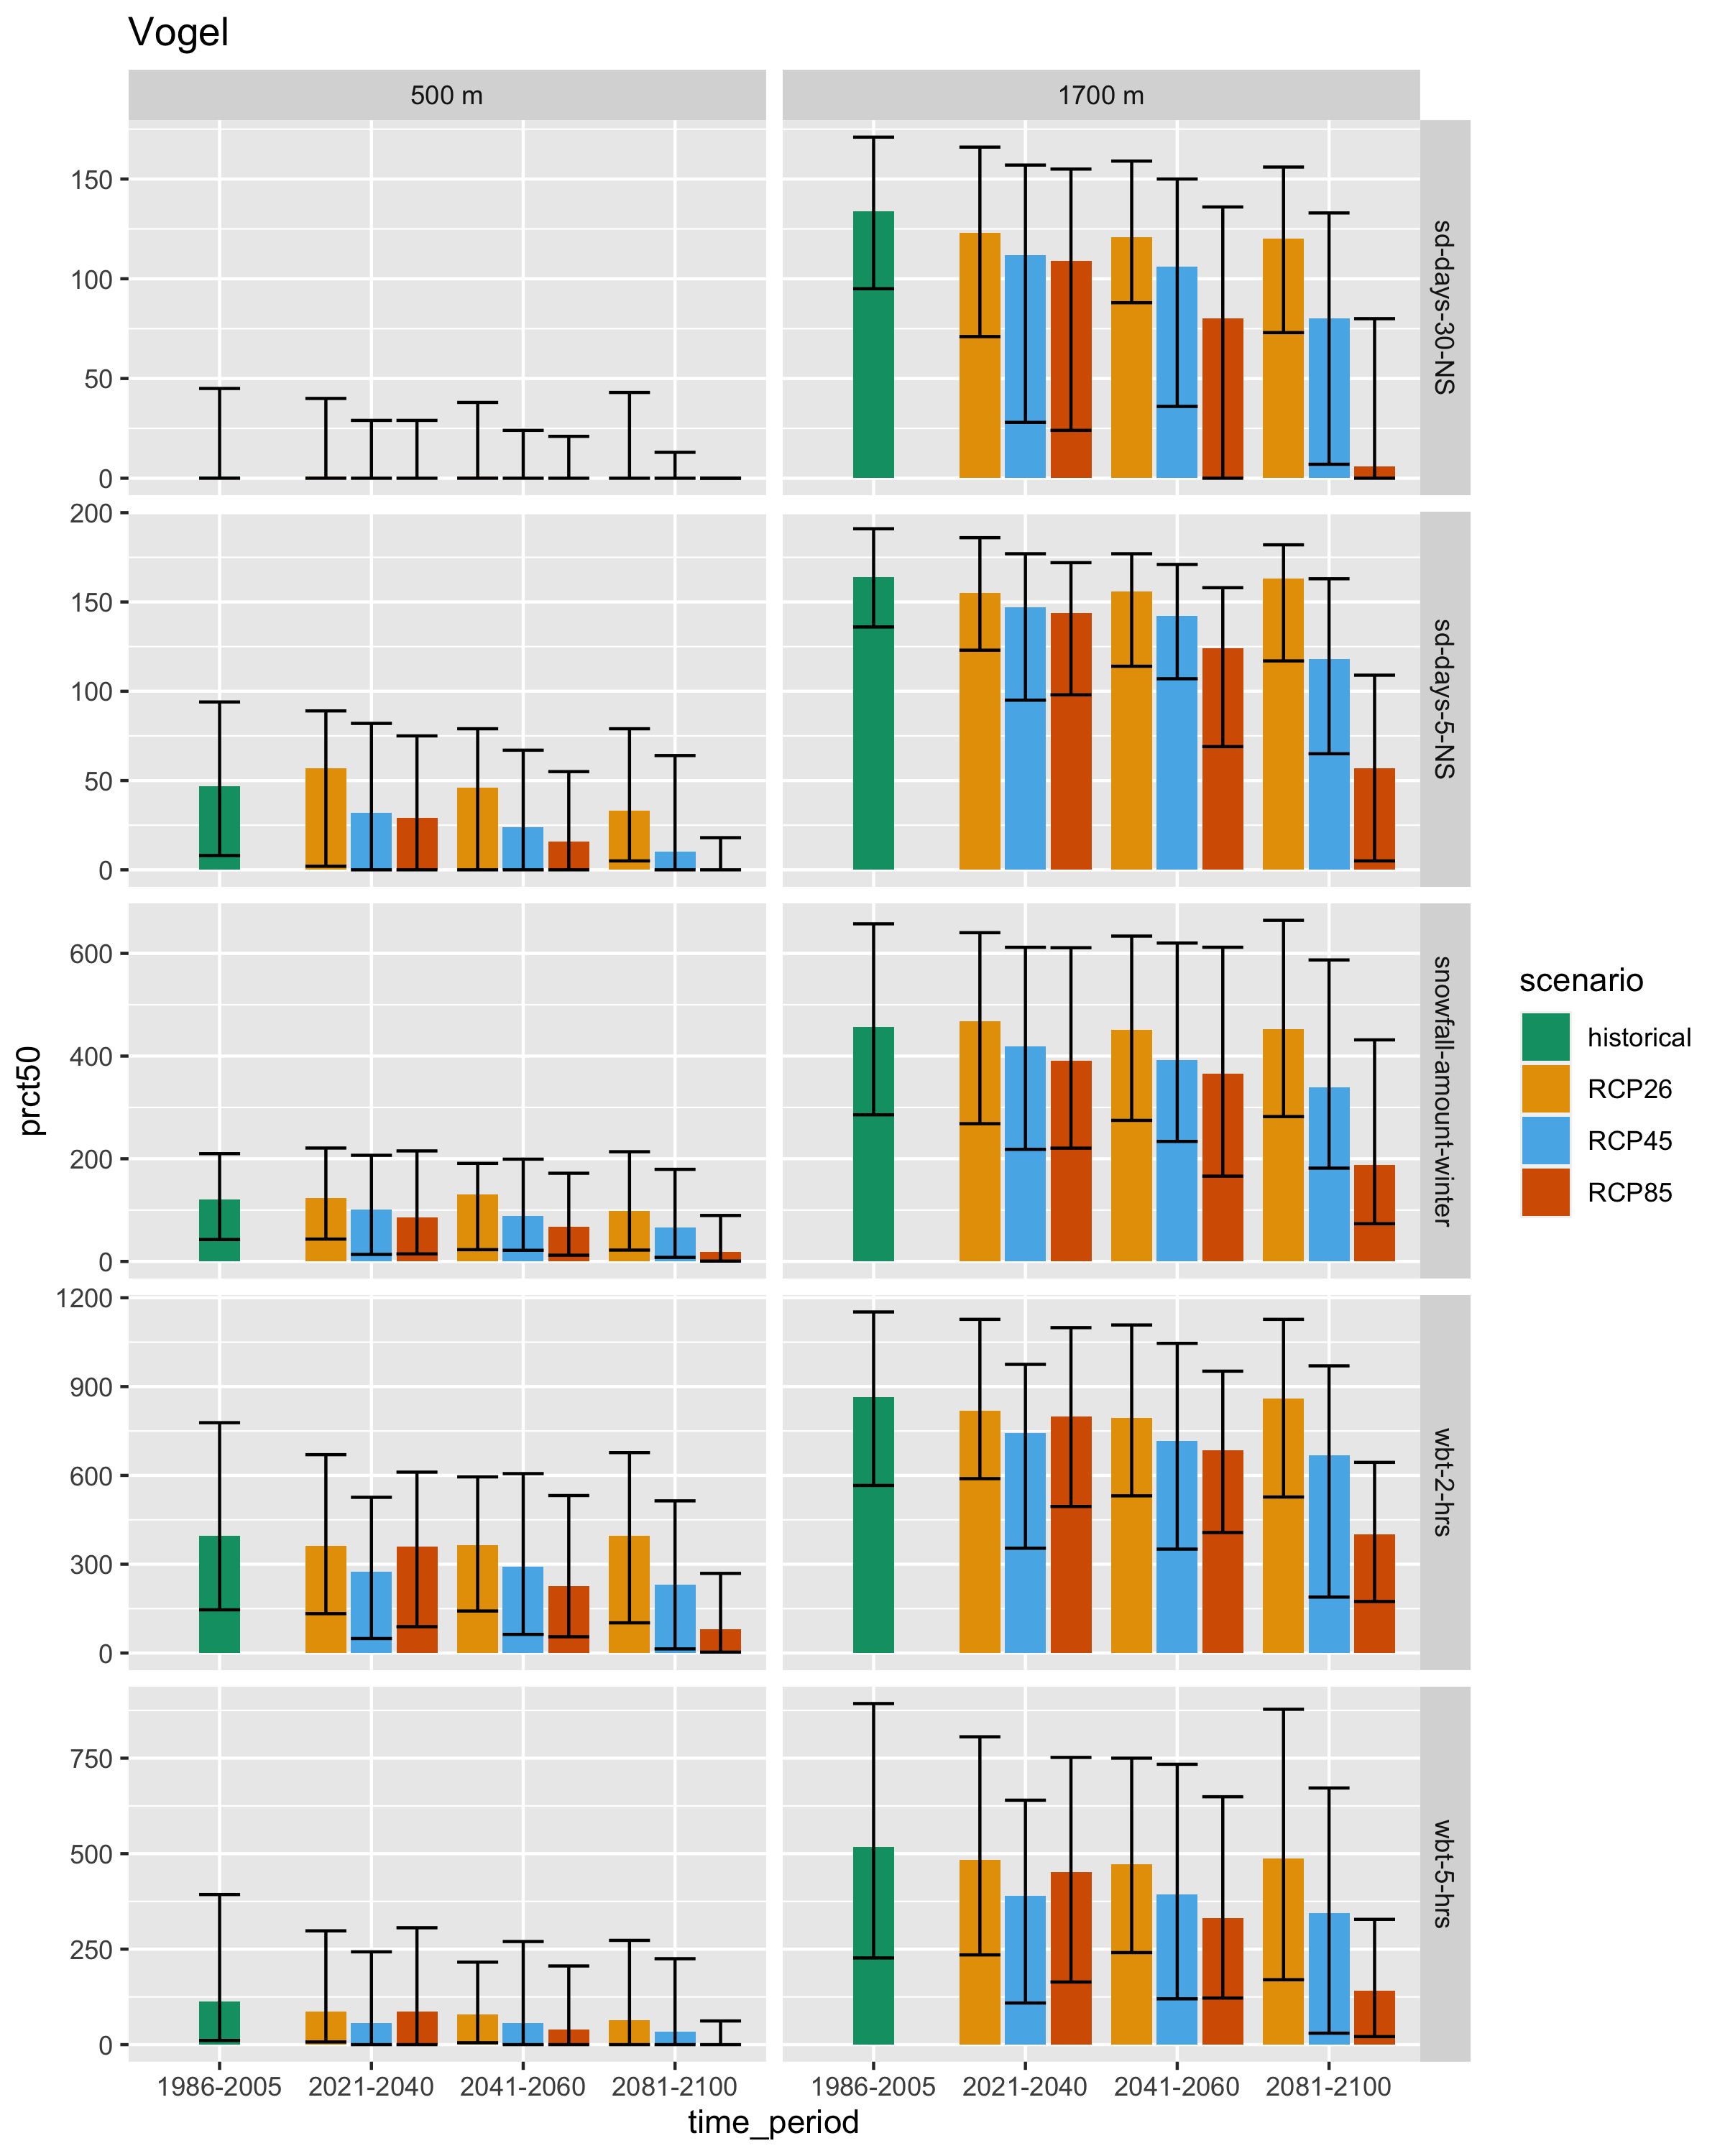 Vogel
500 m
1700 m
150
100
50
0
sd-days-30-NS
200
150
100
50
0
sd-days-5-NS
600
400
200
0
snowfall-amount-winter
1200
900
600
300
0
wbt-2-hrs
750
500
250
0
wbt-5-hrs
prct50
1986-2005 2021-2040 2041-2060 2081-2100
1986-2005 2021-2040 2041-2060 2081-2100
time_period
scenario
historical
RCP26
RCP45
RCP85